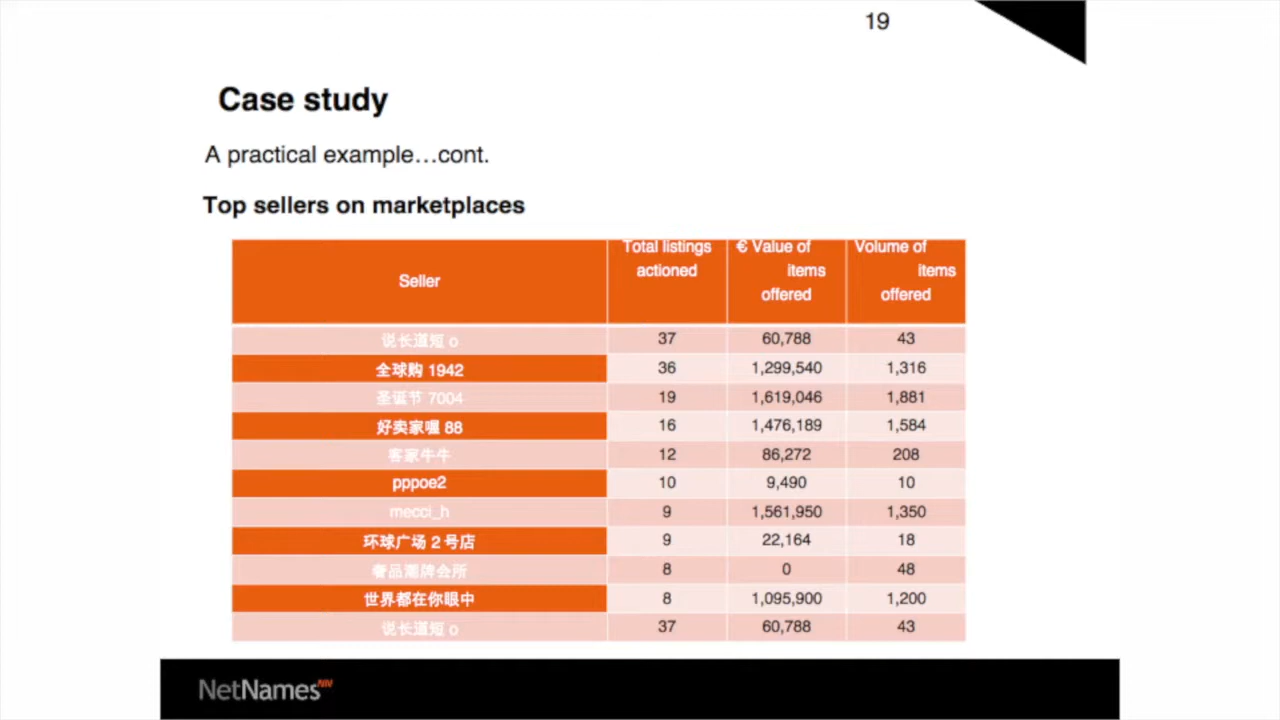 19
Case study
A practical example…cont.
Top sellers on marketplaces
Seller Total listings actioned € Value of items offered Volume of items offered
说长道短 o 37 60,788 43
全球购 1942 36 1,299,540 1,316
圣诞节 7004 19 1,619,046 1,881
好卖家喔 88 16 1,476,189 1,584
客家牛牛 12 86,272 208
pppoe2 10 9,490 10
mecci_h 9 1,561,950 1,350
环球广场 2 号店 9 22,164 18
奢品潮牌会所 8 0 48
世界都在你眼中 8 1,095,900 1,200
说长道短 o 37 60,788 43
NetNames